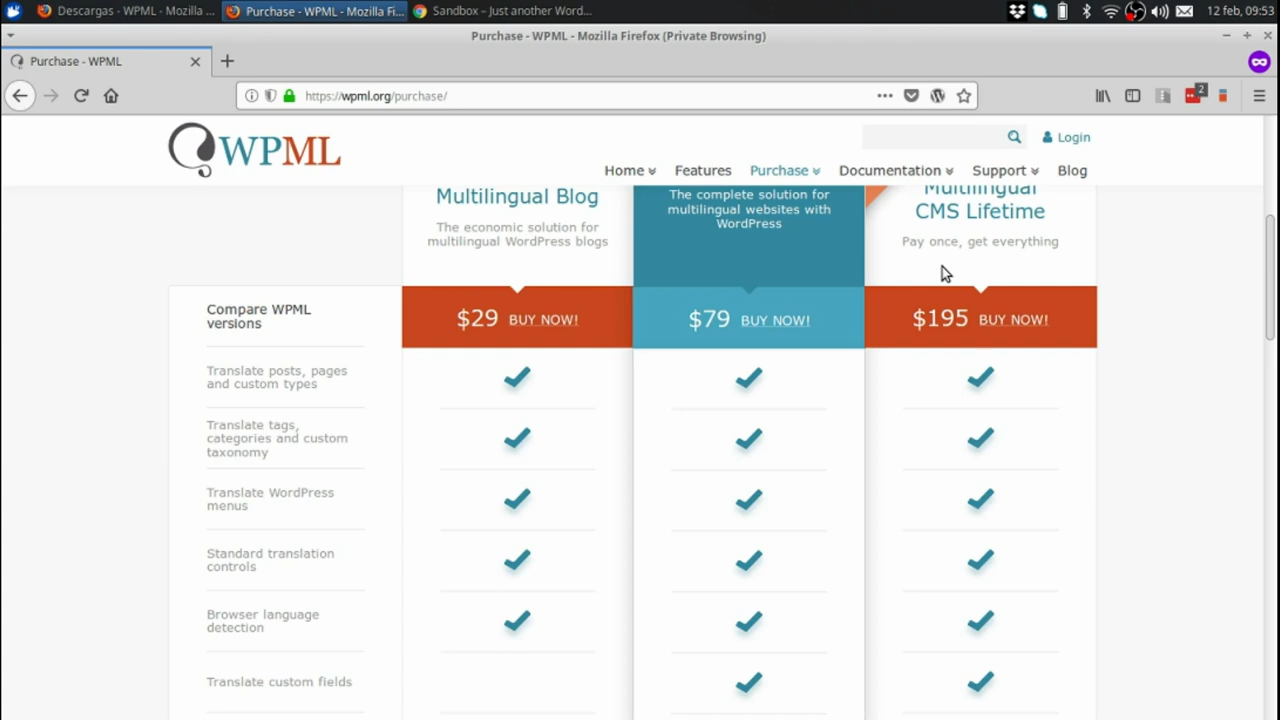 Descargas - WPML - Mozilla ...
Purchase - WPML - Mozilla Fi...
Sandbox – Just another Word...
12 feb, 09:53
Purchase - WPML - Mozilla Firefox (Private Browsing)
Purchase - WPML
https://wpml.org/purchase/
2
WPML
Login
Home
Features
Purchase
Documentation
Support
Blog
Multilingual Blog
The economic solution for
multilingual WordPress blogs
The complete solution for
multilingual websites with
WordPress
Multilingual
CMS Lifetime
Pay once, get everything
Compare WPML
versions
$29 BUY NOW!
$79 BUY NOW!
$195 BUY NOW!
Translate posts, pages
and custom types
Translate tags,
categories and custom
taxonomy
Translate WordPress
menus
Standard translation
controls
Browser language
detection
Translate custom fields